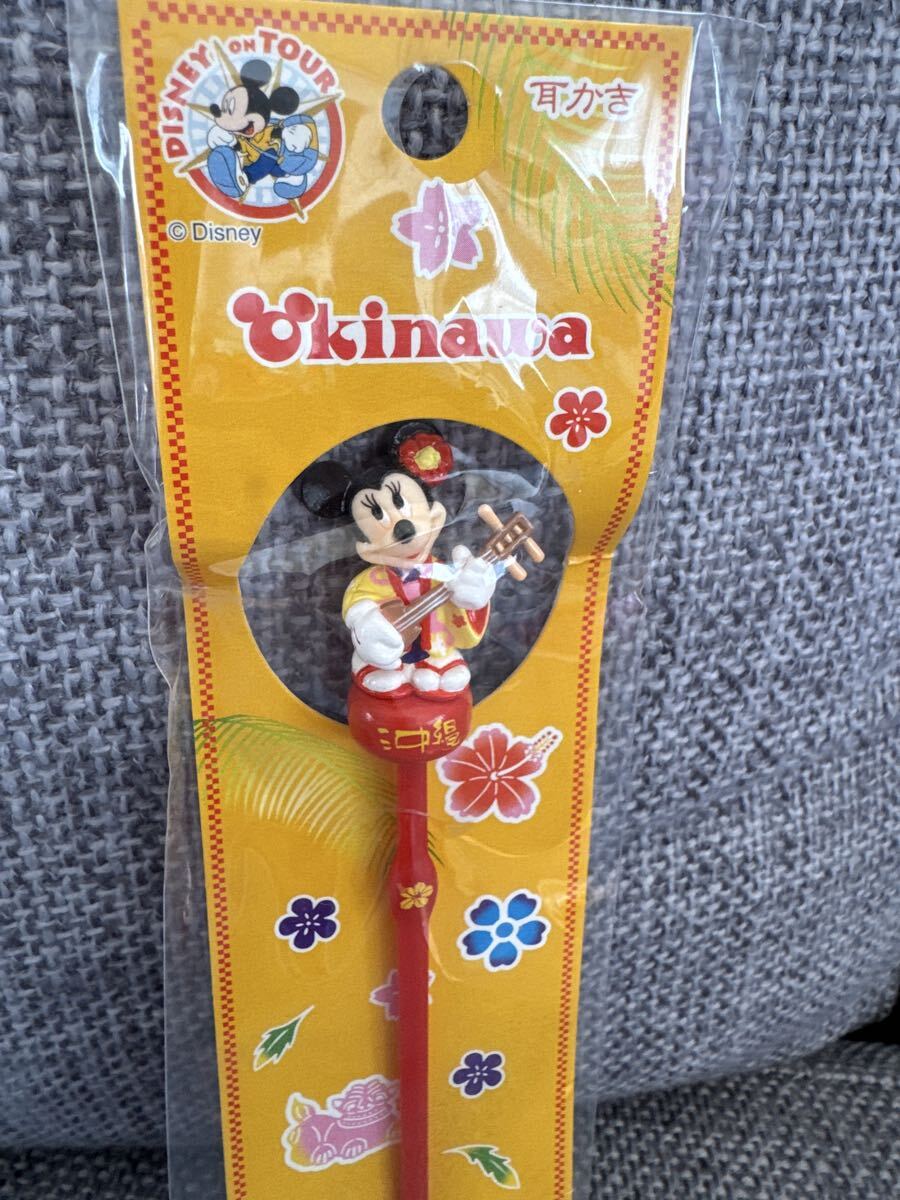 DISNEY ON TOUR
耳かき
© Disney
Okinawa
沖縄